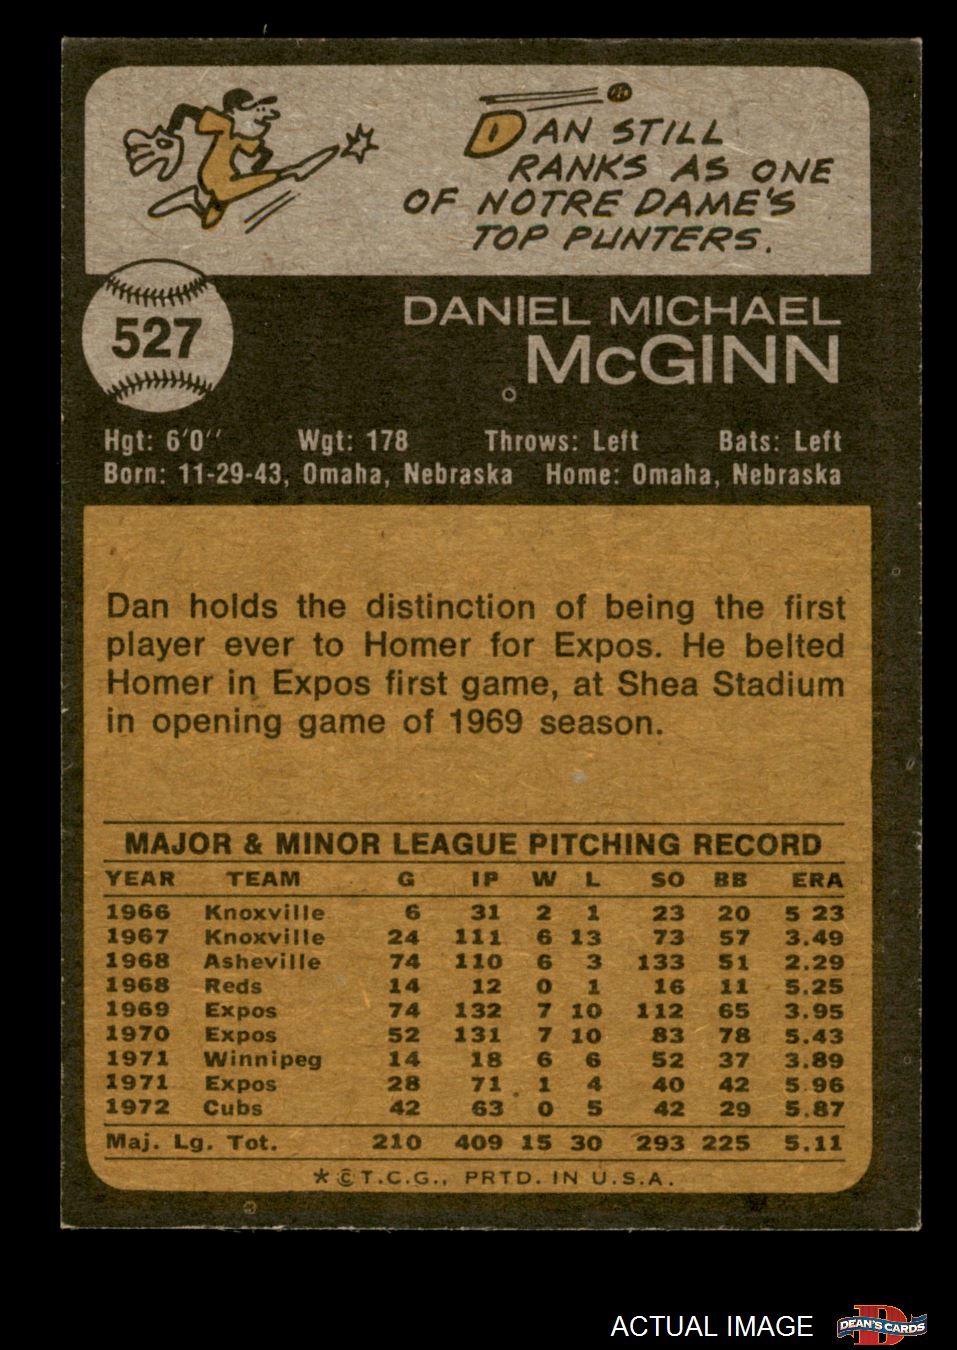 DAN STILL
RANKS AS ONE
OF NOTRE DAME'S
TOP PUNTERS.
527
DANIEL MICHAEL
McGINN
Hgt: 6'0'' Wgt: 178 Throws: Left Bats: Left
Born: 11-29-43, Omaha, Nebraska Home: Omaha, Nebraska
Dan holds the distinction of being the first
player ever to Homer for Expos. He belted
Homer in Expos first game, at Shea Stadium
in opening game of 1969 season.
MAJOR & MINOR LEAGUE PITCHING RECORD
YEAR TEAM G IP W L SO BB ERA
1966 Knoxville 6 31 2 1 23 20 5 23
1967 Knoxville 24 111 6 13 73 57 3.49
1968 Asheville 74 110 6 3 133 51 2.29
1968 Reds 14 12 0 1 16 11 5.25
1969 Expos 74 132 7 10 112 65 3.95
1970 Expos 52 131 7 10 83 78 5.43
1971 Winnipeg 14 18 6 6 52 37 3.89
1971 Expos 28 71 1 4 40 42 5.96
1972 Cubs 42 63 0 5 42 29 5.87
Maj. Lg. Tot. 210 409 15 30 293 225 5.11
*©T.C.G., PRTD. IN U.S.A.
ACTUAL IMAGE
D
DEAN'S CARDS